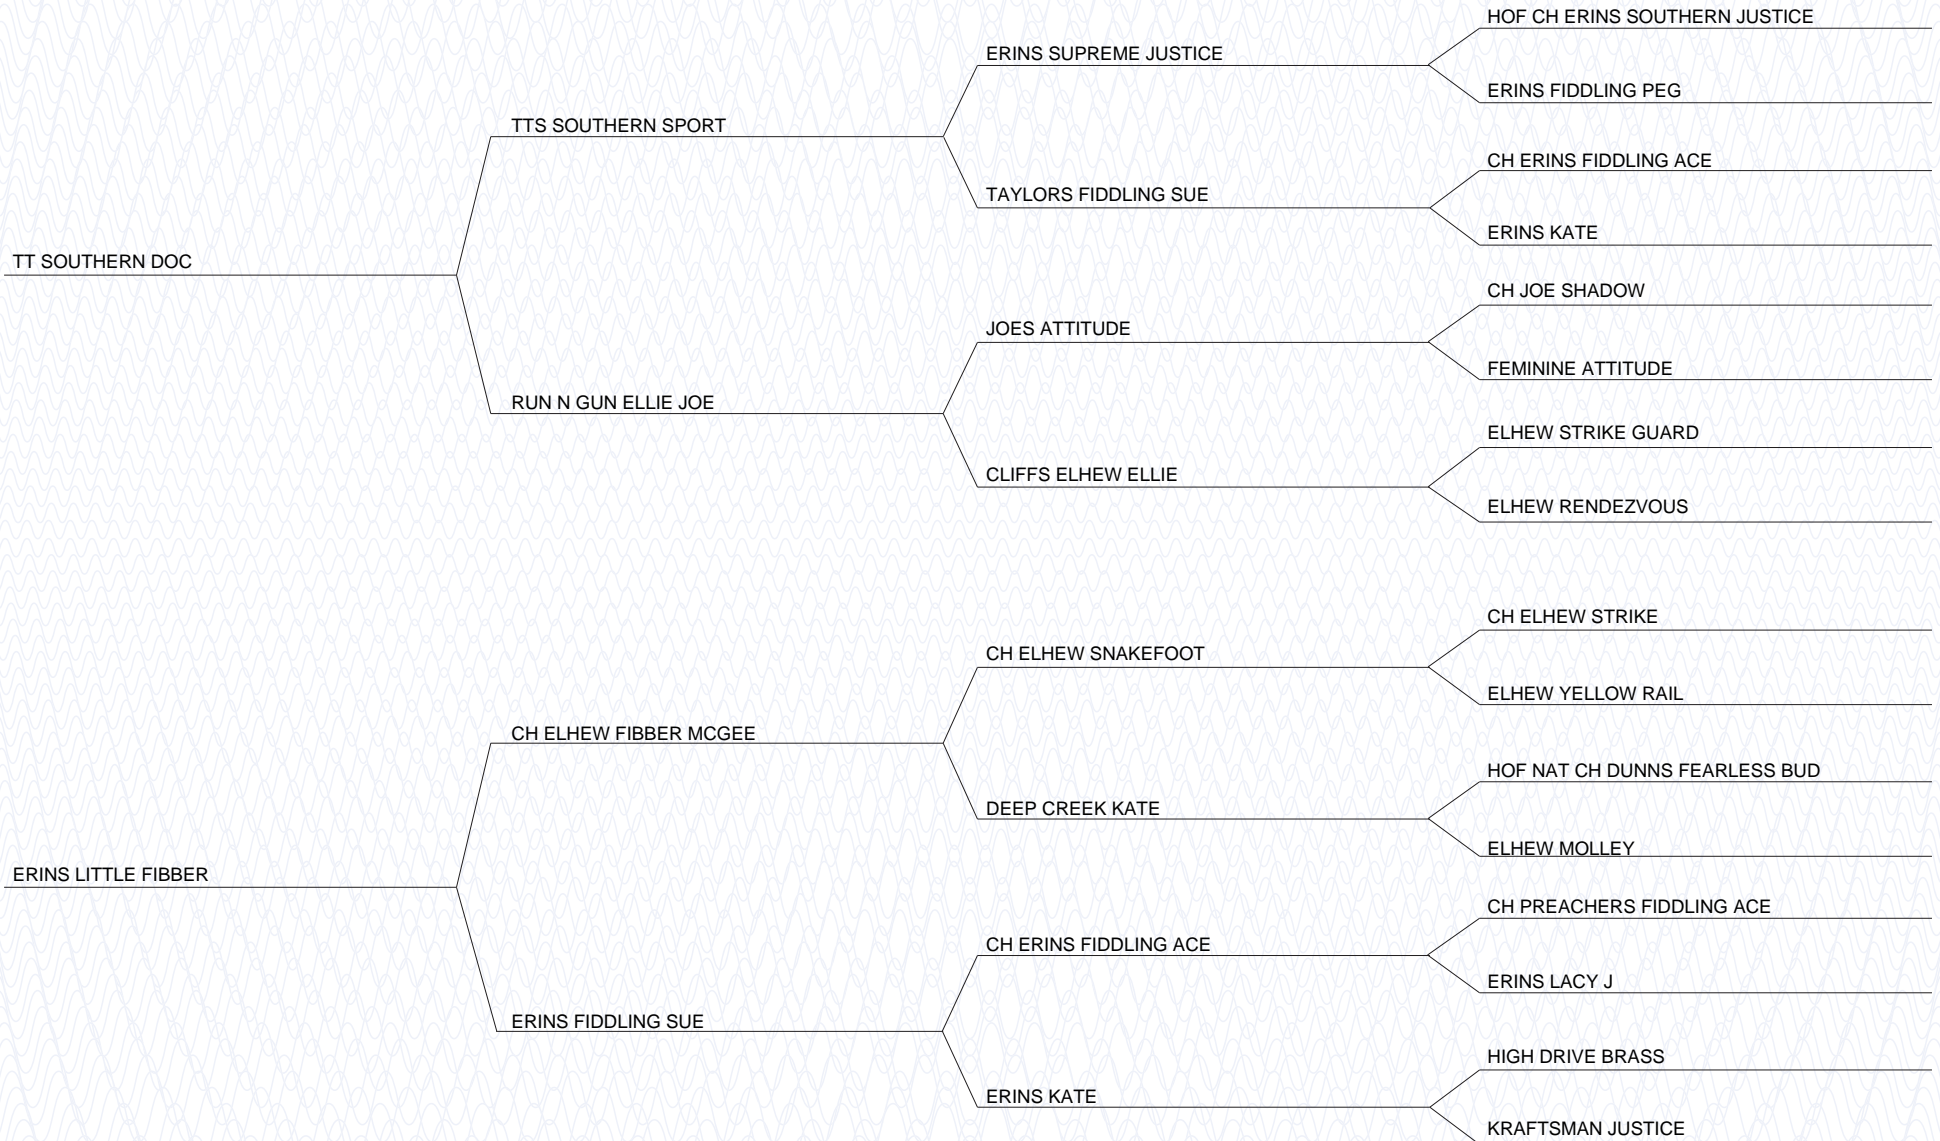 HOF CH ERINS SOUTHERN JUSTICE
ERINS SUPREME JUSTICE
ERINS FIDDLING PEG
TTS SOUTHERN SPORT
CH ERINS FIDDLING ACE
TAYLORS FIDDLING SUE
ERINS KATE
TT SOUTHERN DOC
CH JOE SHADOW
JOES ATTITUDE
FEMININE ATTITUDE
RUN N GUN ELLIE JOE
ELHEW STRIKE GUARD
CLIFFS ELHEW ELLIE
ELHEW RENDEZVOUS
CH ELHEW STRIKE
CH ELHEW SNAKEFOOT
ELHEW YELLOW RAIL
CH ELHEW FIBBER MCGEE
HOF NAT CH DUNNS FEARLESS BUD
DEEP CREEK KATE
ELHEW MOLLEY
ERINS LITTLE FIBBER
CH PREACHERS FIDDLING ACE
CH ERINS FIDDLING ACE
ERINS LACY J
ERINS FIDDLING SUE
HIGH DRIVE BRASS
ERINS KATE
KRAFTSMAN JUSTICE